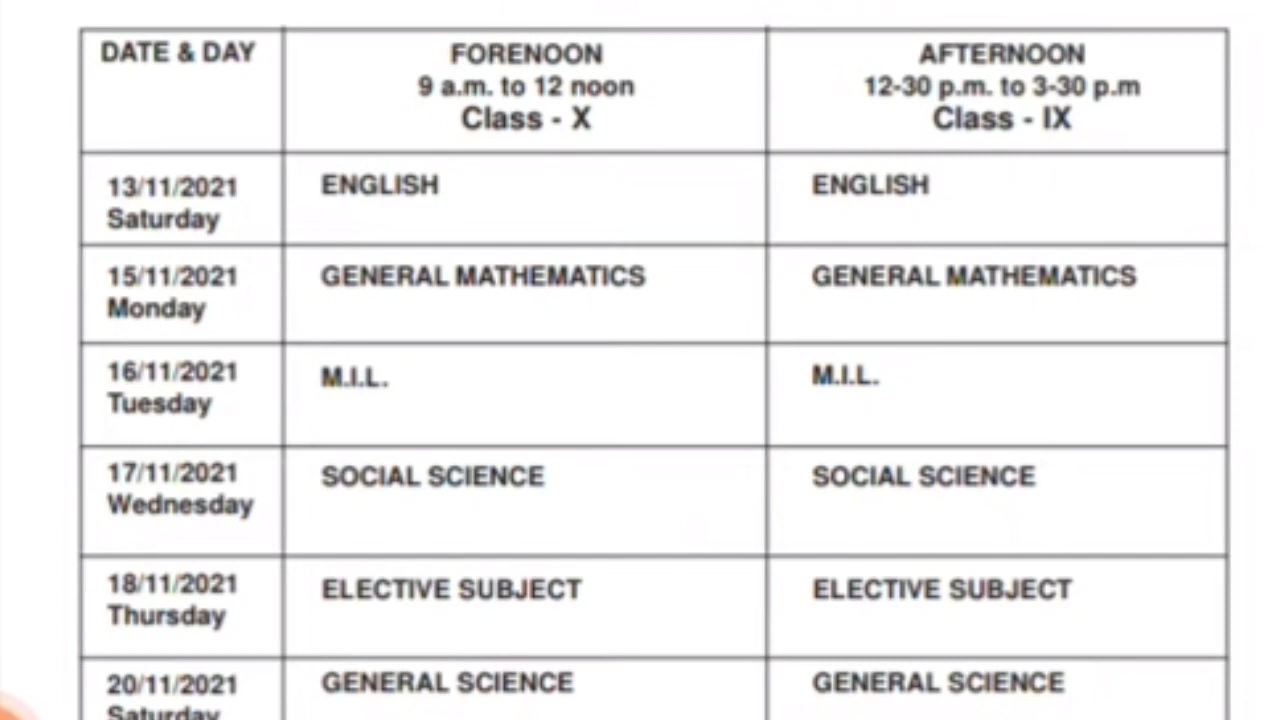 DATE & DAY
FORENOON
9 a.m. to 12 noon
Class - X
AFTERNOON
12-30 p.m. to 3-30 p.m
Class - IX
13/11/2021
Saturday
ENGLISH
ENGLISH
15/11/2021
Monday
GENERAL MATHEMATICS
GENERAL MATHEMATICS
16/11/2021
Tuesday
M.I.L.
M.I.L.
17/11/2021
Wednesday
SOCIAL SCIENCE
SOCIAL SCIENCE
18/11/2021
Thursday
ELECTIVE SUBJECT
ELECTIVE SUBJECT
20/11/2021
Saturday
GENERAL SCIENCE
GENERAL SCIENCE